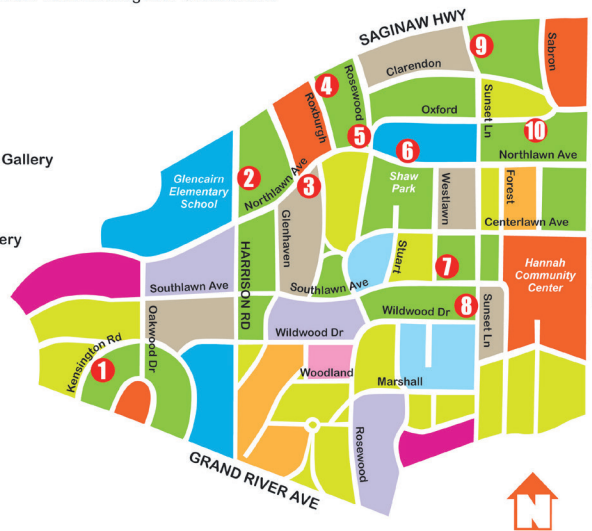 Gallery
ery
SAGINAW HWY
Clarendon
9
Sabron
4
Rosewood
Roxburgh
Oxford
Sunset Ln
5
6
10
Northlawn Ave
Glencairn
Elementary
School
2
Northlawn Ave
3
Shaw
Park
Westlawn
Forest
Centerlawn Ave
Glenhaven
HARRISON RD
Stuart
7
Hannah
Community
Center
Southlawn Ave
Southlawn Ave
Oakwood Dr
Wildwood Dr
8
Sunset Ln
Wildwood Dr
Kensington Rd
1
Woodland
Marshall
Rosewood
GRAND RIVER AVE
N